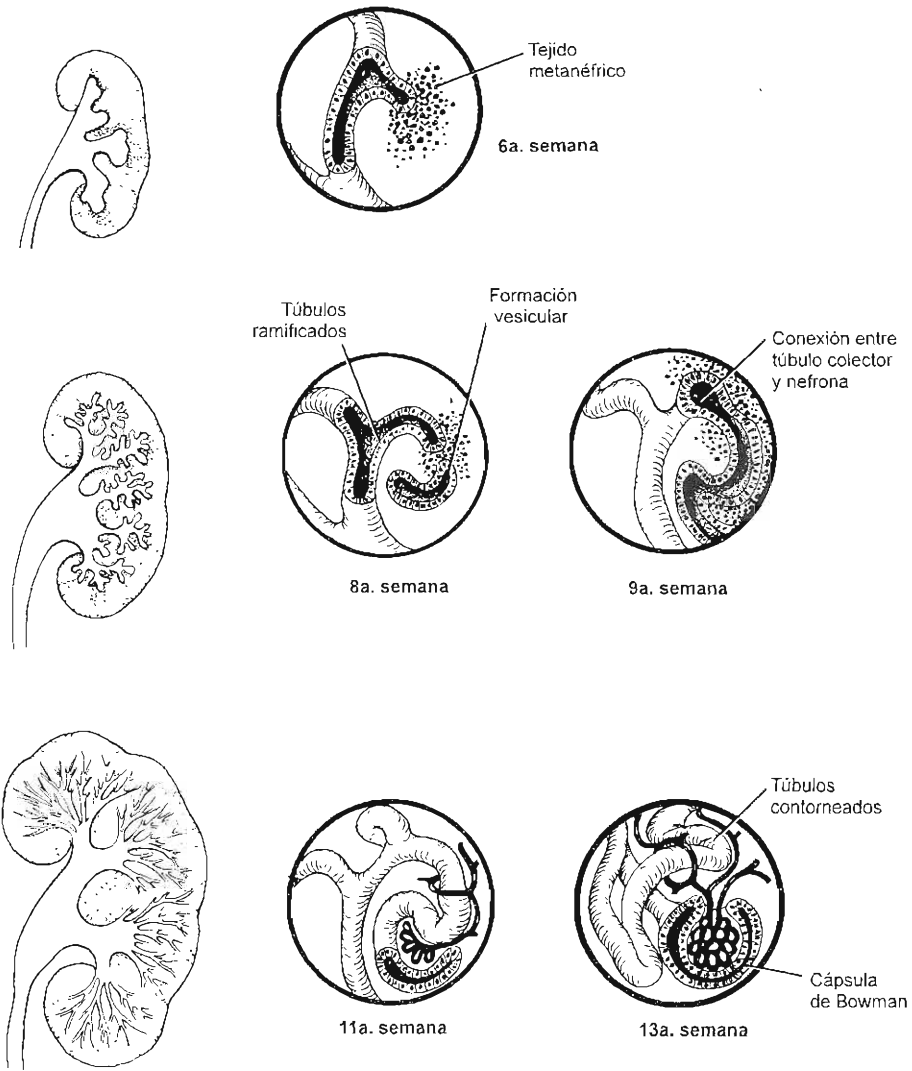 Tejido
metanéfrico
6a. semana
Túbulos
ramificados
Formación
vesicular
Conexión entre
túbulo colector
y nefrona
8a. semana
9a. semana
Túbulos
contorneados
Cápsula
de Bowman
11a. semana
13a. semana